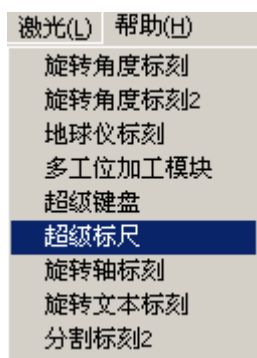 激光(L) 帮助(H)
旋转角度标刻
旋转角度标刻2
地球仪标刻
多工位加工模块
超级键盘
超级标尺
旋转轴标刻
旋转文本标刻
分割标刻2